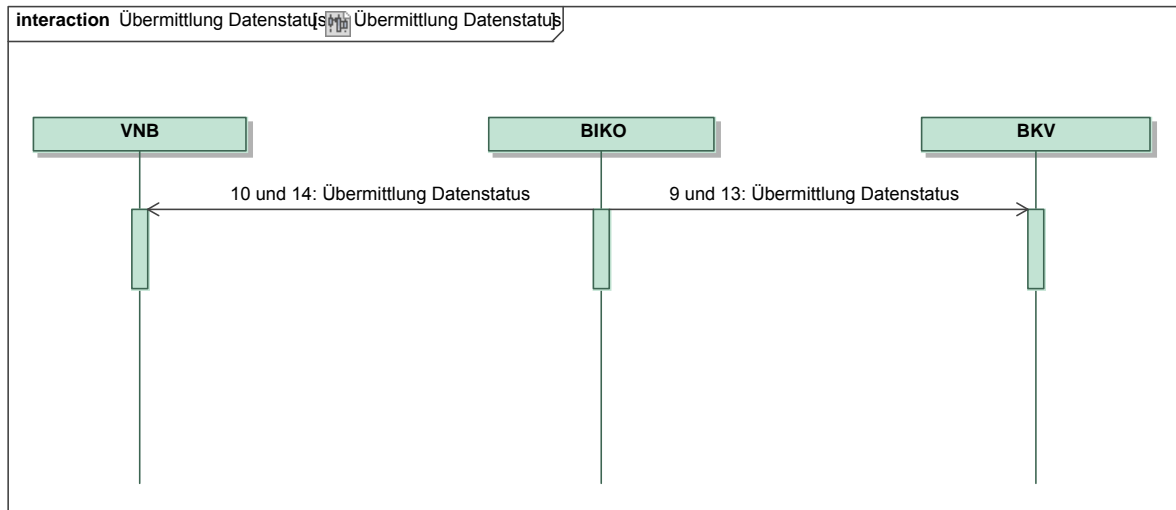 interaction Übermittlung Datenstatus[ Übermittlung Datenstatus]
VNB
BIKO
BKV
10 und 14: Übermittlung Datenstatus
9 und 13: Übermittlung Datenstatus